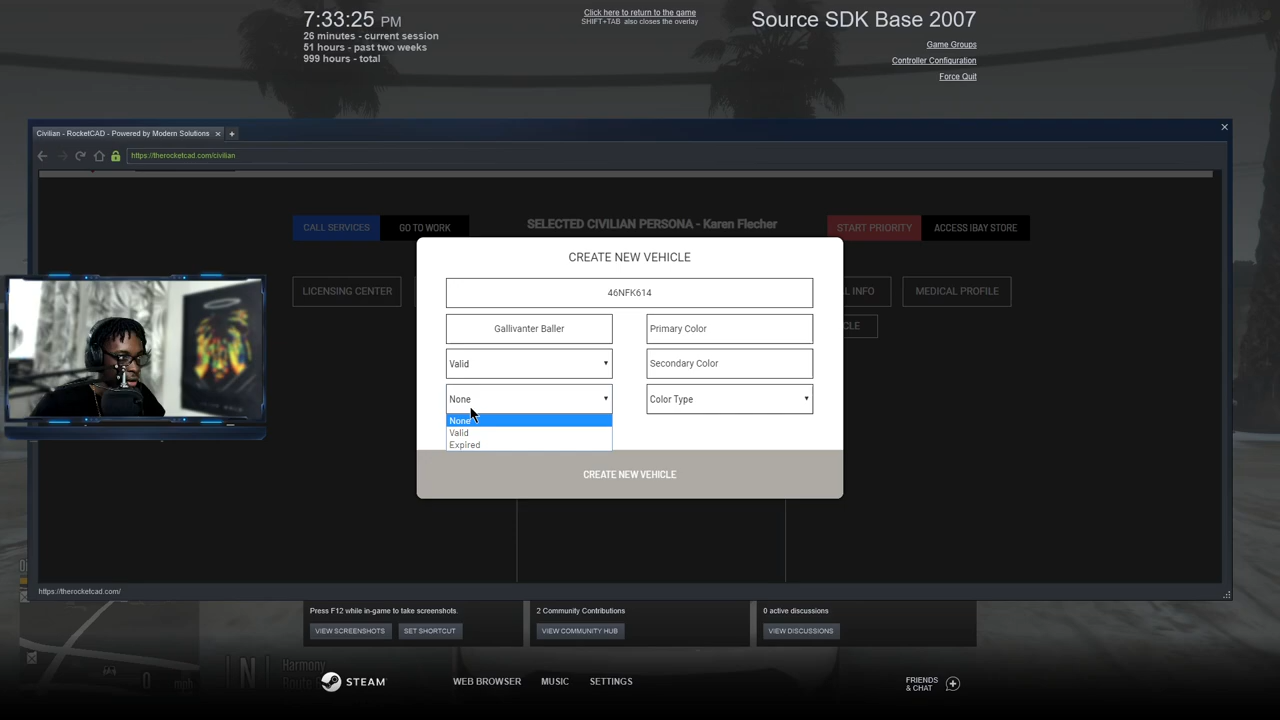 7:33:25 PM
26 minutes - current session
51 hours - past two weeks
999 hours - total
Click here to return to the game
SHIFT+TAB also closes the overlay
Source SDK Base 2007
Game Groups
Controller Configuration
Force Quit
Civilian - RocketCAD - Powered by Modern Solutions
https://therocketcad.com/civilian
CALL SERVICES
GO TO WORK
SELECTED CIVILIAN PERSONA - Karen Flecher
START PRIORITY
ACCESS IBAY STORE
CREATE NEW VEHICLE
LICENSING CENTER
46NFK614
L INFO
MEDICAL PROFILE
Gallivanter Baller
Primary Color
CLE
Valid
Secondary Color
None
Color Type
None
Valid
Expired
CREATE NEW VEHICLE
https://therocketcad.com/
Press F12 while in-game to take screenshots.
VIEW SCREENSHOTS
SET SHORTCUT
2 Community Contributions
VIEW COMMUNITY HUB
0 active discussions
VIEW DISCUSSIONS
N
Harmony
Route
0
mph
STEAM
WEB BROWSER
MUSIC
SETTINGS
FRIENDS
& CHAT